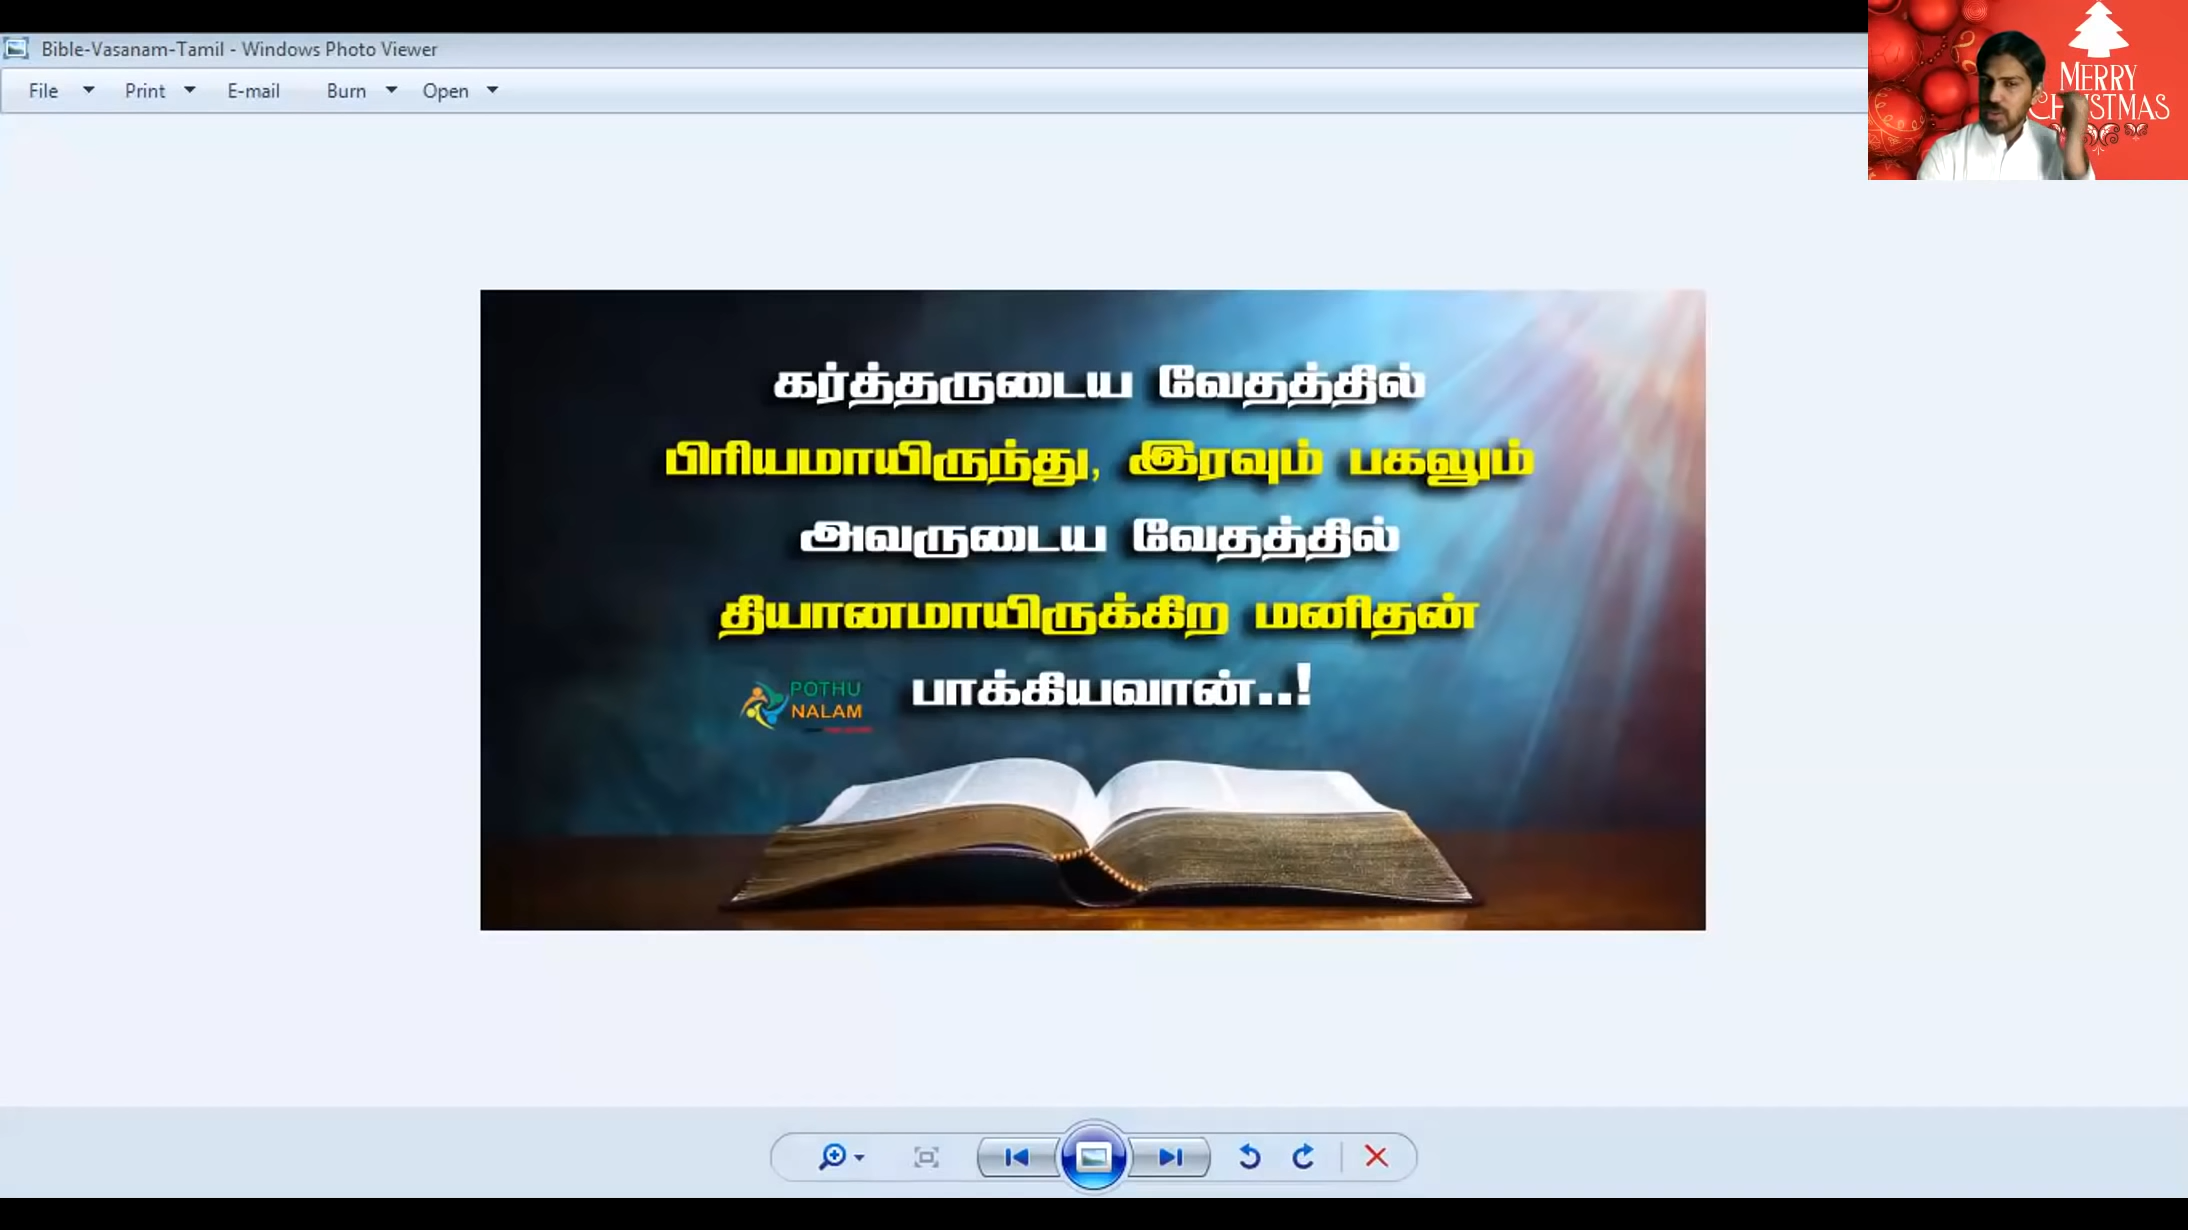 Bible-Vasanam-Tamil - Windows Photo Viewer
File Print E-mail Burn Open
MERRY
CHRISTMAS
கர்த்தருடைய வேதத்தில்
பிரியமாயிருந்து, இரவும் பகலும்
அவருடைய வேதத்தில்
தியானமாயிருக்கிற மனிதன்
பாக்கியவான்..!
POTHU
NALAM